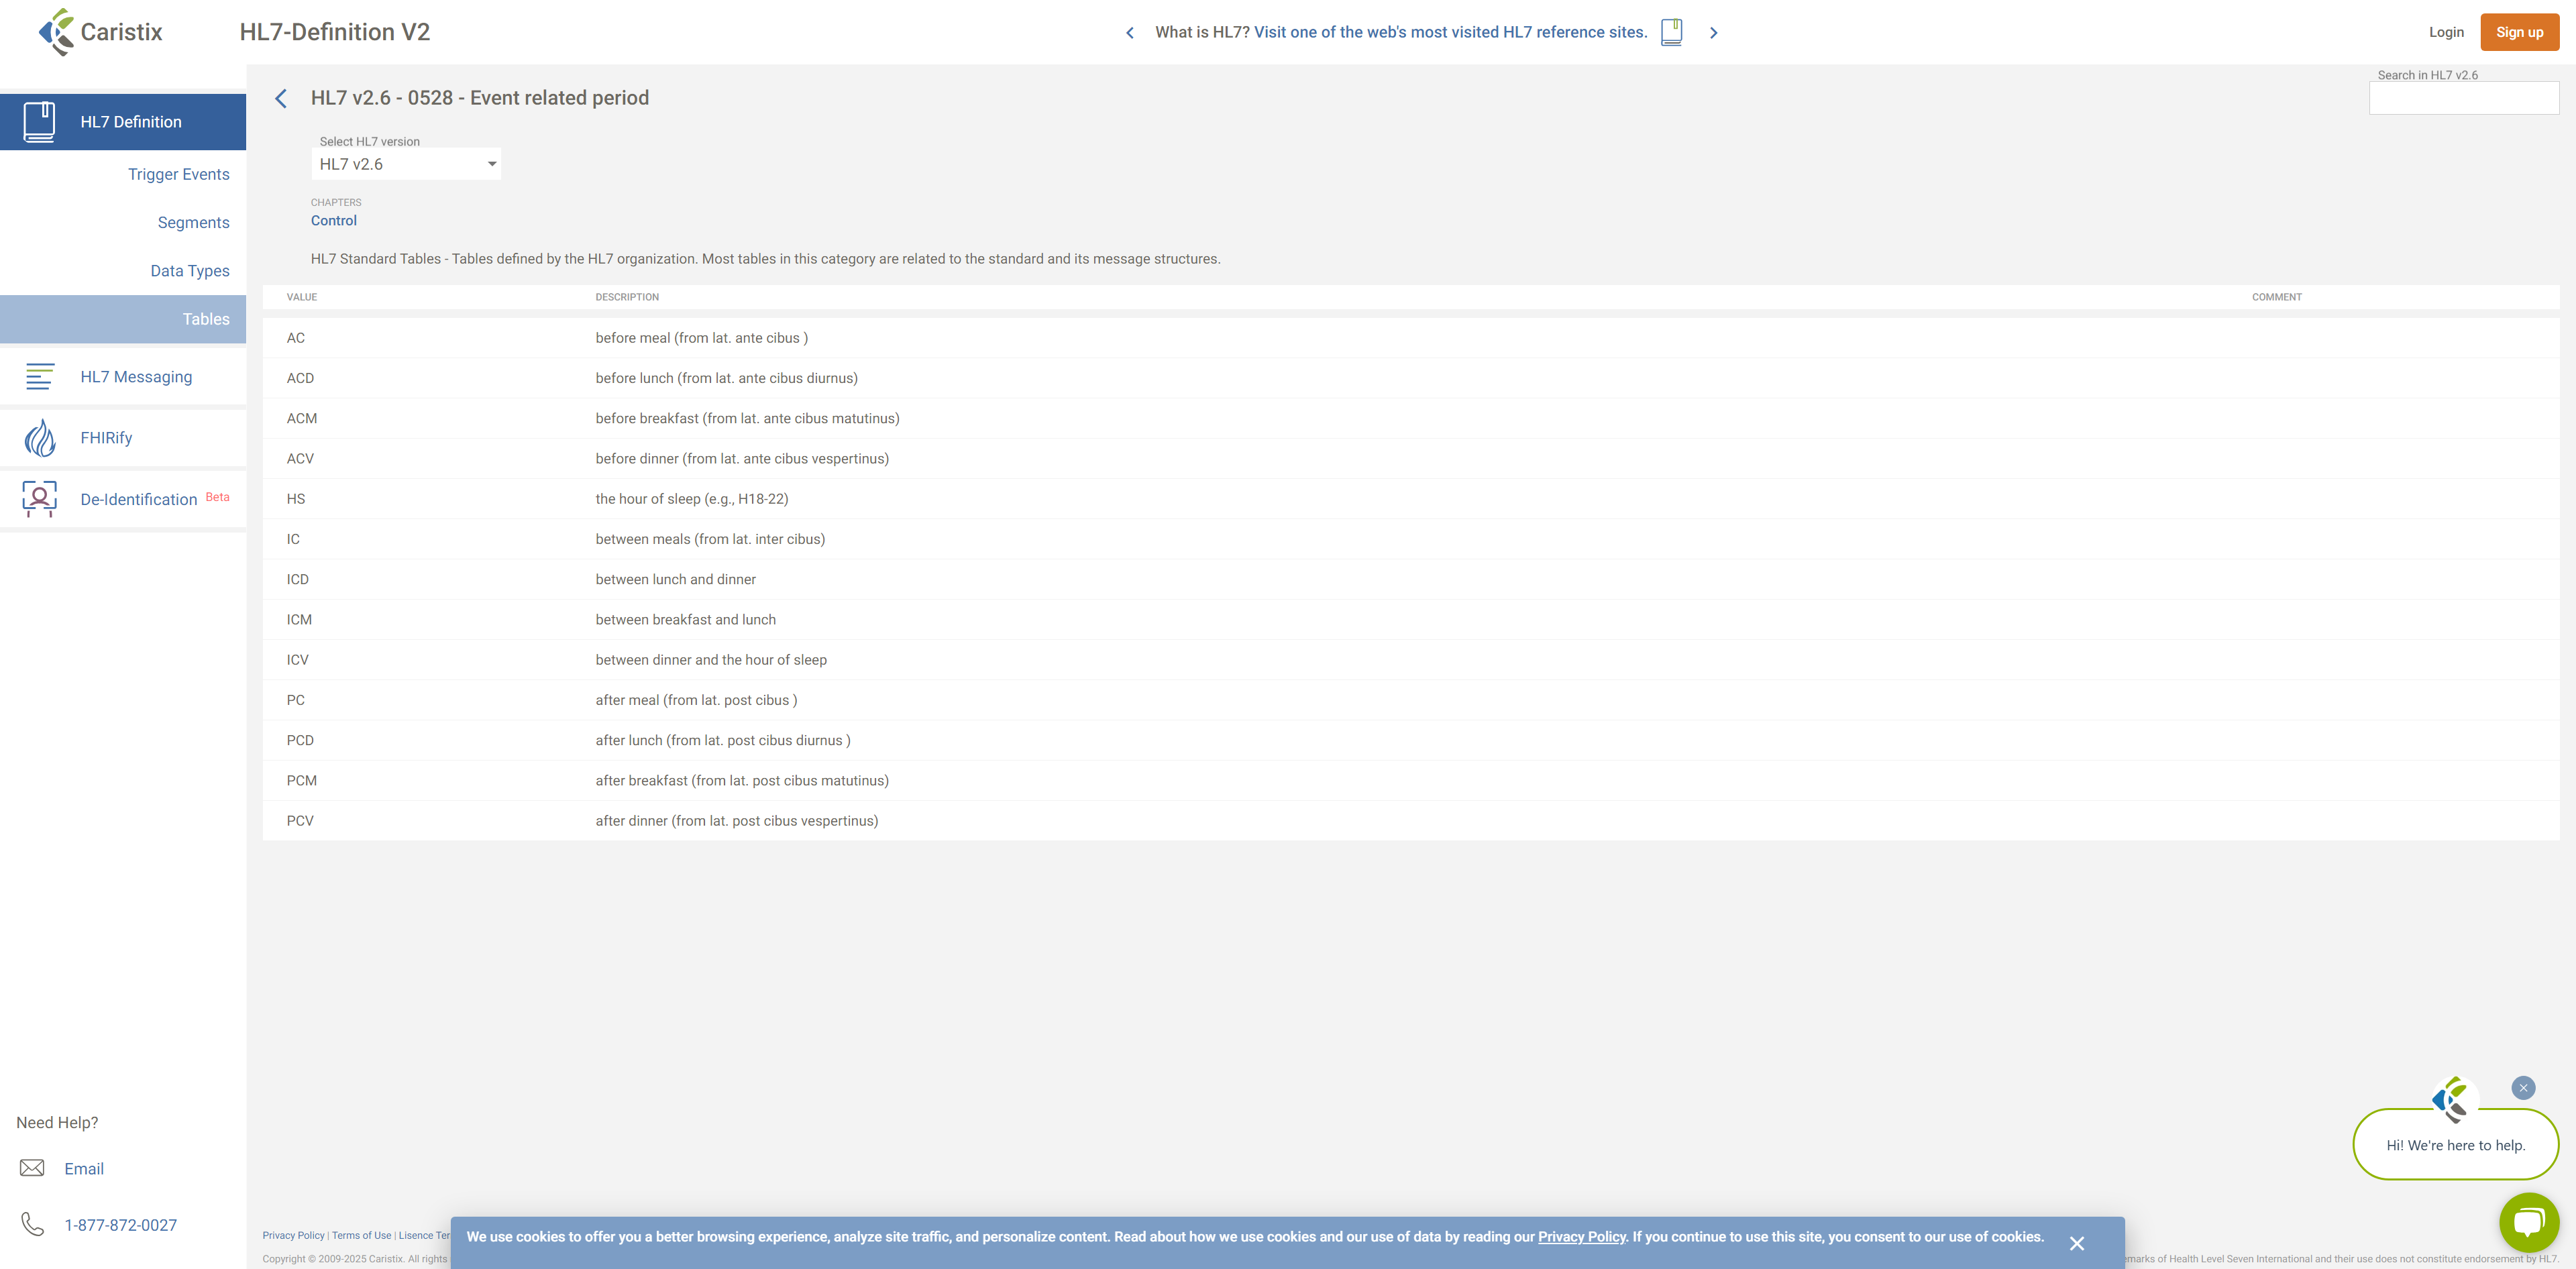 Caristix
HL7-Definition V2
What is HL7? Visit one of the web's most visited HL7 reference sites.
Login
Sign up
HL7 Definition
Trigger Events
Segments
Data Types
Tables
HL7 Messaging
FHIRify
De-Identification Beta
Need Help?
Email
1-877-872-0027
HL7 v2.6 - 0528 - Event related period
Search in HL7 v2.6
Select HL7 version
HL7 v2.6
CHAPTERS
Control
HL7 Standard Tables - Tables defined by the HL7 organization. Most tables in this category are related to the standard and its message structures.
VALUE DESCRIPTION COMMENT
AC before meal (from lat. ante cibus )
ACD before lunch (from lat. ante cibus diurnus)
ACM before breakfast (from lat. ante cibus matutinus)
ACV before dinner (from lat. ante cibus vespertinus)
HS the hour of sleep (e.g., H18-22)
IC between meals (from lat. inter cibus)
ICD between lunch and dinner
ICM between breakfast and lunch
ICV between dinner and the hour of sleep
PC after meal (from lat. post cibus )
PCD after lunch (from lat. post cibus diurnus )
PCM after breakfast (from lat. post cibus matutinus)
PCV after dinner (from lat. post cibus vespertinus)
Hi! We're here to help.
Privacy Policy | Terms of Use | Lisence Ter
We use cookies to offer you a better browsing experience, analyze site traffic, and personalize content. Read about how we use cookies and our use of data by reading our Privacy Policy. If you continue to use this site, you consent to our use of cookies.
Copyright © 2009-2025 Caristix. All rights
emarks of Health Level Seven International and their use does not constitute endorsement by HL7.